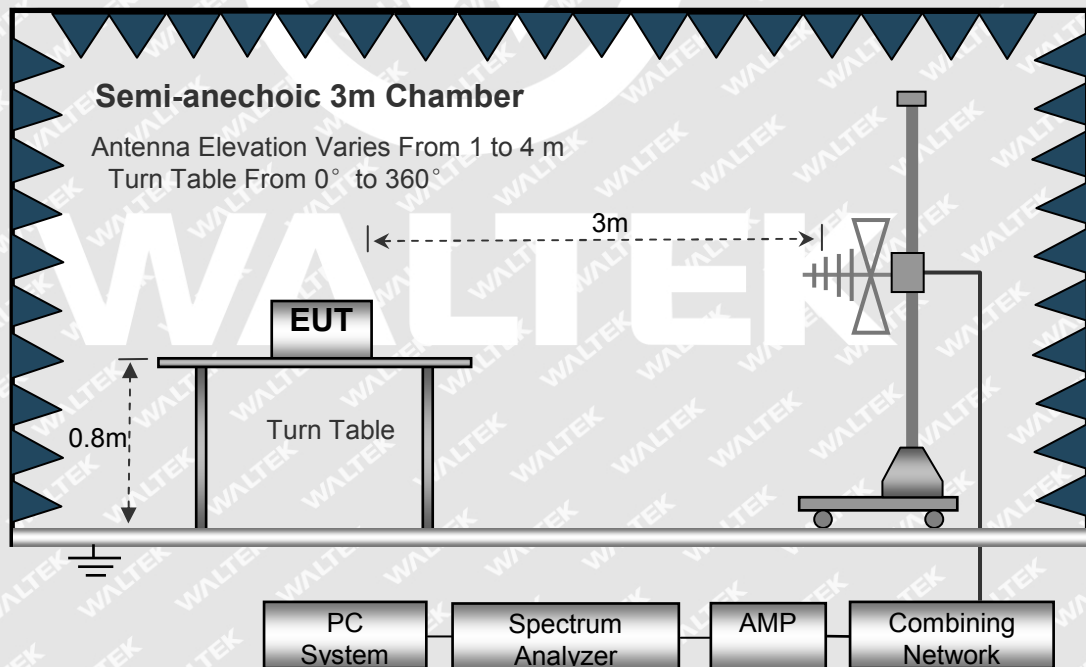 Semi-anechoic 3m Chamber
Antenna Elevation Varies From 1 to 4 m
Turn Table From 0° to 360°
3m
WALTEK
EUT
0.8m
Turn Table
PC
System
Spectrum
Analyzer
AMP
Combining
Network